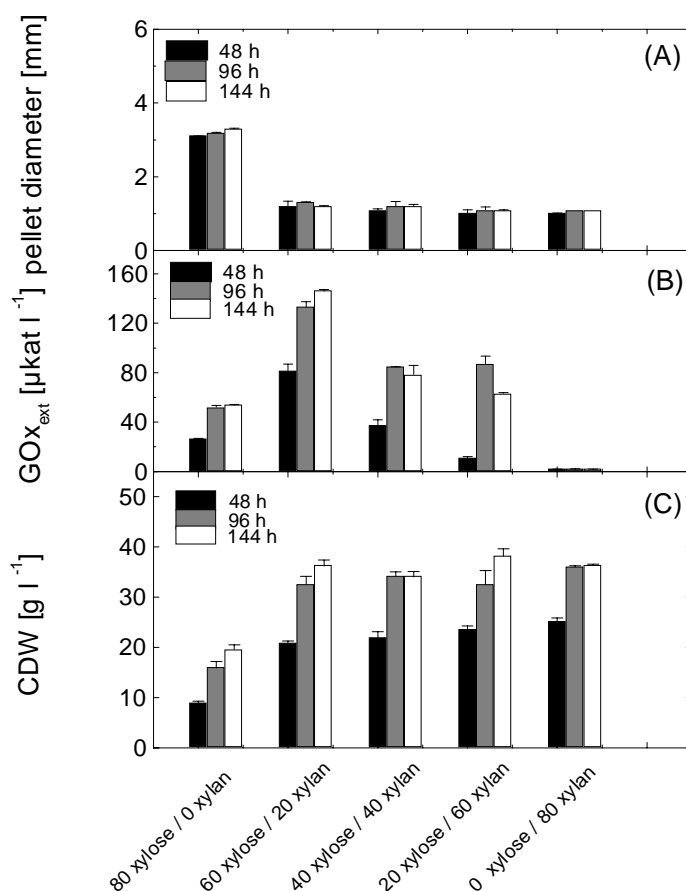 6
4
2
0
pellet diameter [mm]
48 h
96 h
144 h
(A)
160
120
80
40
0
GOx_ext [µkat l⁻¹]
48 h
96 h
144 h
(B)
50
40
30
20
10
0
CDW [g l⁻¹]
48 h
96 h
144 h
(C)
80 xylose / 0 xylan
60 xylose / 20 xylan
40 xylose / 40 xylan
20 xylose / 60 xylan
0 xylose / 80 xylan